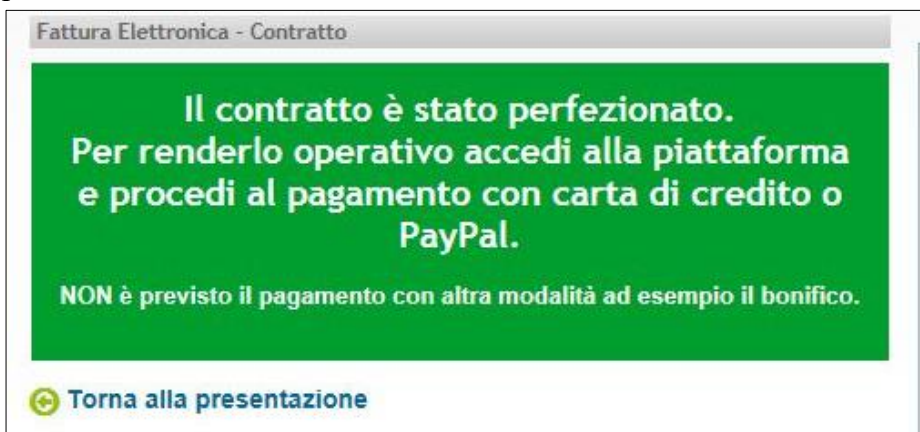 Fattura Elettronica - Contratto
Il contratto è stato perfezionato.
Per renderlo operativo accedi alla piattaforma
e procedi al pagamento con carta di credito o
PayPal.
NON è previsto il pagamento con altra modalità ad esempio il bonifico.
Torna alla presentazione